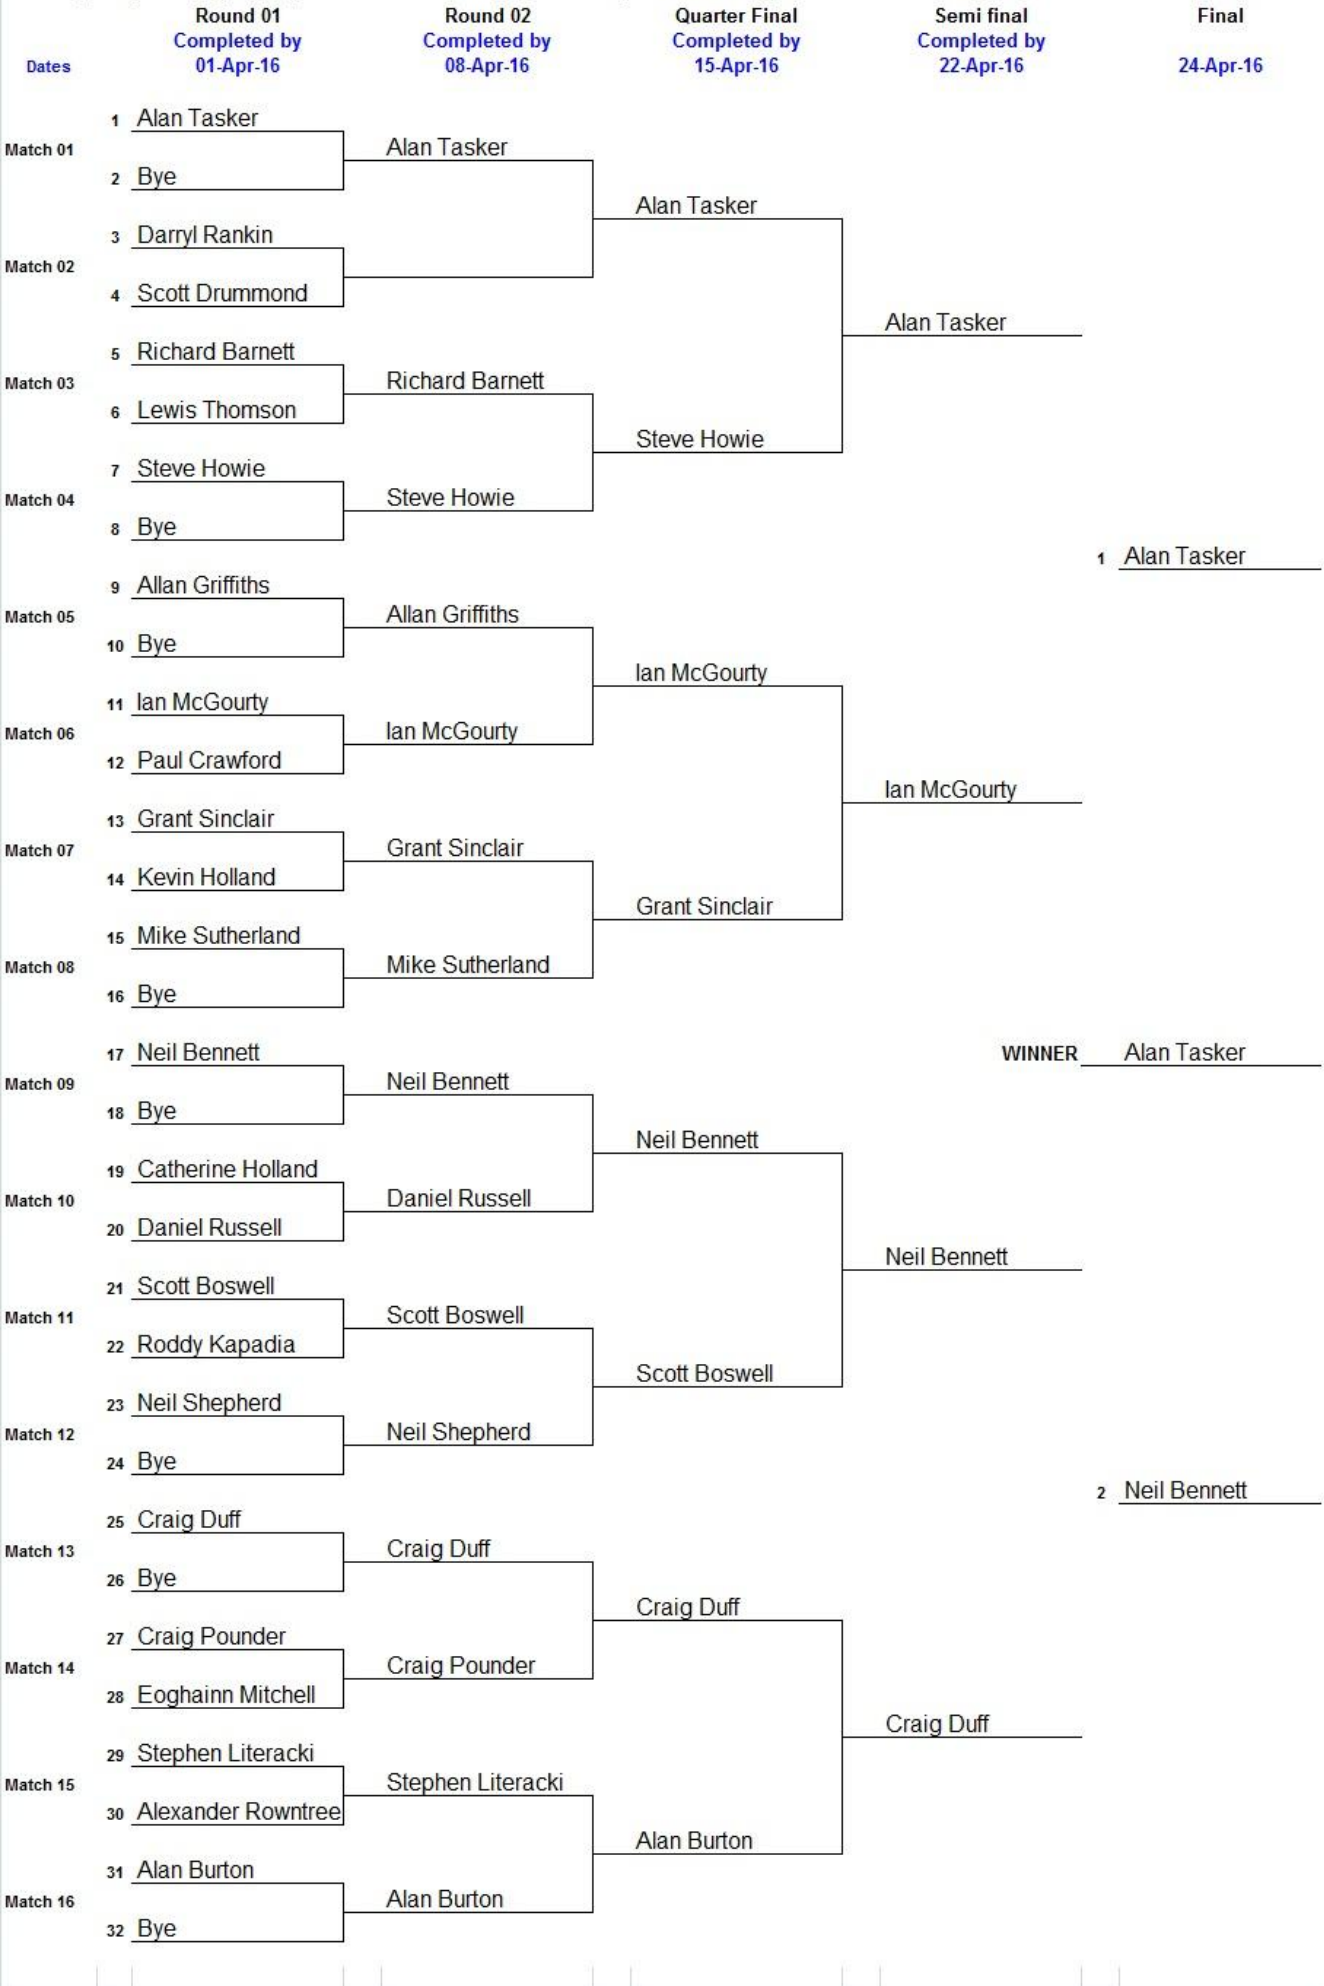 Round 01 Round 02 Quarter Final Semi final Final
Completed by Completed by Completed by Completed by
Dates 01-Apr-16 08-Apr-16 15-Apr-16 22-Apr-16 24-Apr-16
1 Alan Tasker
Match 01 Alan Tasker
2 Bye
Alan Tasker
3 Darryl Rankin
Match 02
4 Scott Drummond
Alan Tasker
5 Richard Barnett
Match 03 Richard Barnett
6 Lewis Thomson
Steve Howie
7 Steve Howie
Match 04 Steve Howie
8 Bye
1 Alan Tasker
9 Allan Griffiths
Match 05 Allan Griffiths
10 Bye
Ian McGourty
11 Ian McGourty
Match 06 Ian McGourty
12 Paul Crawford
Ian McGourty
13 Grant Sinclair
Match 07 Grant Sinclair
14 Kevin Holland
Grant Sinclair
15 Mike Sutherland
Match 08 Mike Sutherland
16 Bye
17 Neil Bennett WINNER Alan Tasker
Match 09 Neil Bennett
18 Bye
Neil Bennett
19 Catherine Holland
Match 10 Daniel Russell
20 Daniel Russell
Neil Bennett
21 Scott Boswell
Match 11 Scott Boswell
22 Roddy Kapadia
Scott Boswell
23 Neil Shepherd
Match 12 Neil Shepherd
24 Bye
2 Neil Bennett
25 Craig Duff
Match 13 Craig Duff
26 Bye
Craig Duff
27 Craig Pounder
Match 14 Craig Pounder
28 Eoghainn Mitchell
Craig Duff
29 Stephen Literacki
Match 15 Stephen Literacki
30 Alexander Rowntree
Alan Burton
31 Alan Burton
Match 16 Alan Burton
32 Bye